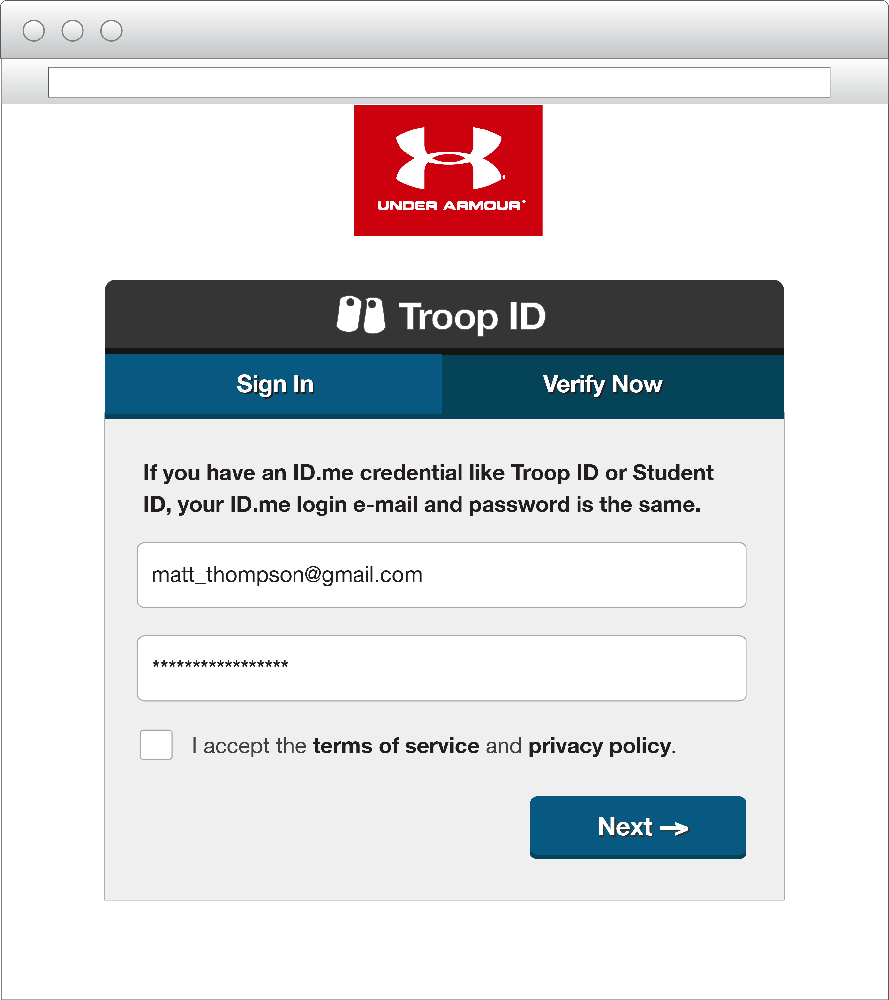 UNDER ARMOUR
Troop ID
Sign In
Verify Now
If you have an ID.me credential like Troop ID or Student
ID, your ID.me login e-mail and password is the same.
matt_thompson@gmail.com
*****************
I accept the terms of service and privacy policy.
Next →